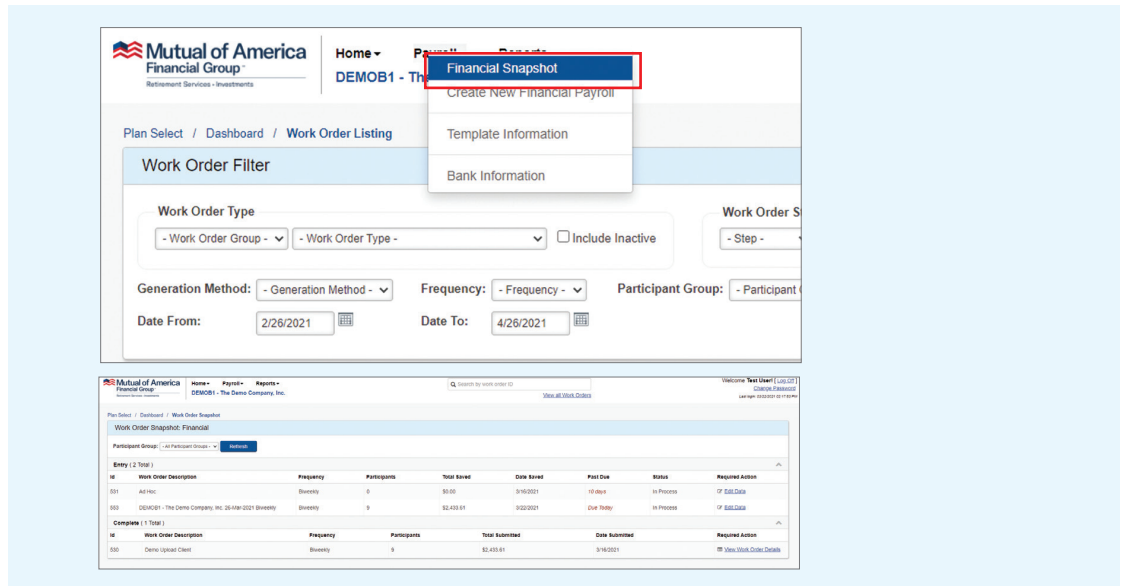 Mutual of America
Financial Group
Retirement Services - Investments
Home
DEMOB1 - The
Financial Snapshot
Create New Financial Payroll
Template Information
Bank Information
Plan Select / Dashboard / Work Order Listing
Work Order Filter
Work Order Type
- Work Order Group - - Work Order Type - Include Inactive
Work Order S
- Step -
Generation Method: - Generation Method - Frequency: - Frequency - Participant Group: - Participant
Date From: 2/26/2021 Date To: 4/26/2021
Mutual of America
Financial Group
Retirement Services - Investments
Home Payroll Reports
DEMOB1 - The Demo Company, Inc.
Search by work order ID
View all Work Orders
Welcome Test User! [ Log Off ]
Change Password
Plan Select / Dashboard / Work Order Snapshot
Work Order Snapshot: Financial
Participant Group: - All Participant Groups - Refresh
Entry ( 2 Total )
Id Work Order Description Frequency Participants Total Saved Date Saved Past Due Status Required Action
531 Ad Hoc Biweekly 0 $0.00 3/16/2021 10 days In Process Edit Data
553 DEMOB1 - The Demo Company, Inc. 26-Mar-2021 Biweekly Biweekly 9 $2,433.61 3/22/2021 Due Today In Process Edit Data
Complete ( 1 Total )
Id Work Order Description Frequency Participants Total Submitted Date Submitted Required Action
530 Demo Upload Client Biweekly 9 $2,433.61 3/16/2021 View Work Order Details